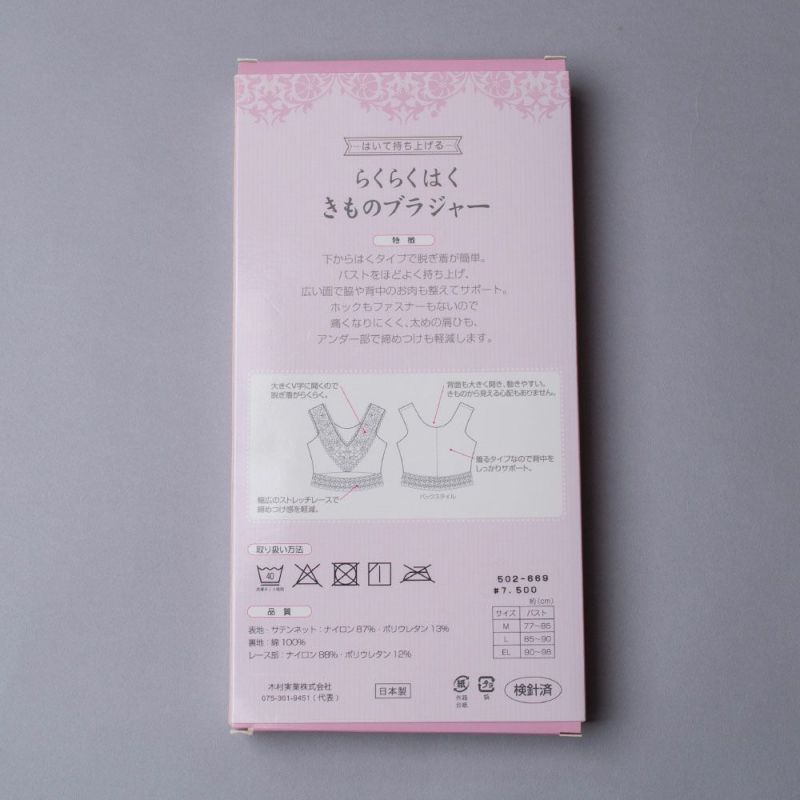 はいて持ち上げる
らくらくはく
きものブラジャー
特徴
下からはくタイプで脱ぎ着が簡単。
バストをほどよく持ち上げ、
広い面で脇や背中のお肉も整えてサポート。
ホックもファスナーもないので
痛くなりにくく、太めの肩ひも、
アンダー部で締めつけも軽減します。
大きくV字に開くので
脱ぎ着がらくらく。
背面も大きく開き、動きやすい。
きものから見える心配もありません。
着るタイプなので背中を
しっかりサポート。
幅広のストレッチレースで
締めつけ感を軽減。
バックスタイル
取り扱い方法
40
502-669
#7.500
約(cm)
サイズ バスト
M 77~85
L 85~90
EL 90~98
品質
表地・サテンネット：ナイロン87%・ポリウレタン13%
裏地：綿100%
レース部：ナイロン88%・ポリウレタン12%
木村実業株式会社
075-361-9451（代表）
日本製
紙
外箱
台紙
プラ
袋
検針済